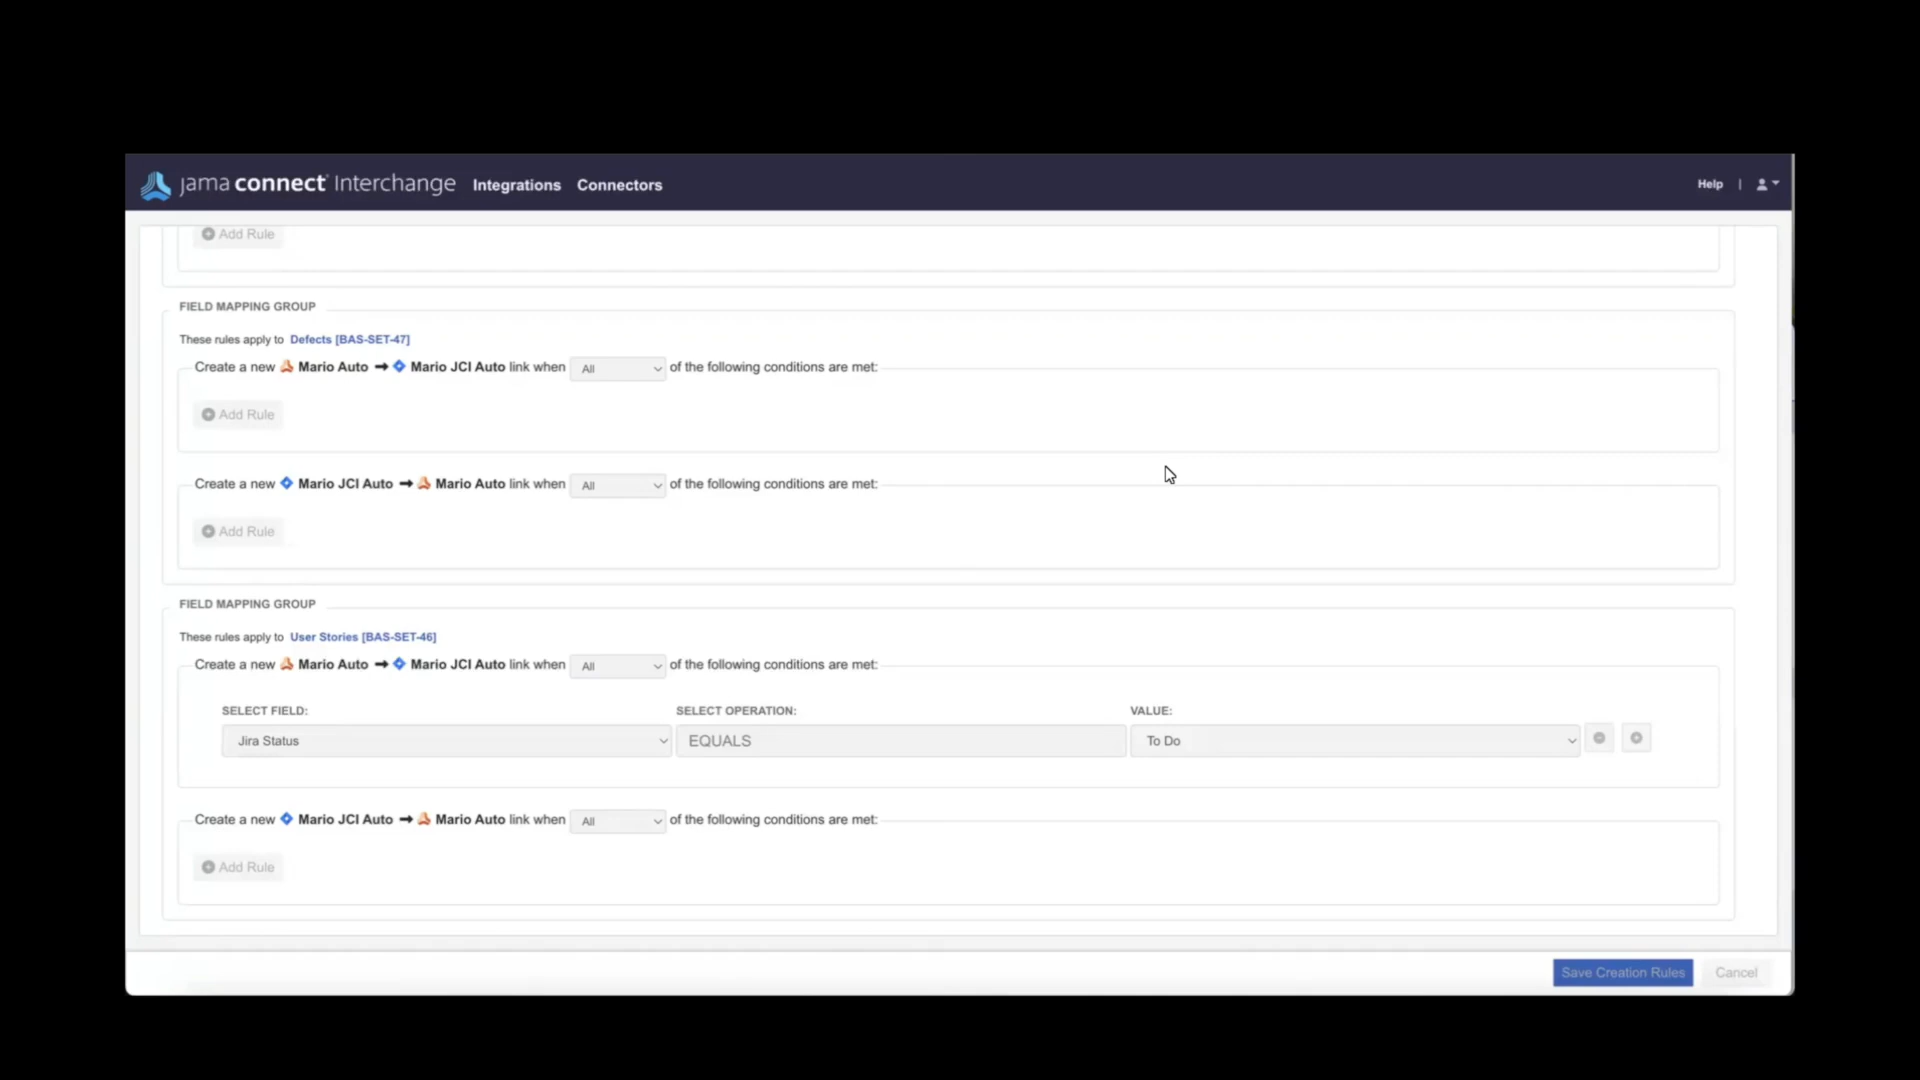 jama connect Interchange Integrations Connectors Help |
Add Rule
FIELD MAPPING GROUP
These rules apply to Defects [BAS-SET-47]
Create a new Mario Auto → Mario JCI Auto link when All of the following conditions are met:
Add Rule
Create a new Mario JCI Auto → Mario Auto link when All of the following conditions are met:
Add Rule
FIELD MAPPING GROUP
These rules apply to User Stories [BAS-SET-46]
Create a new Mario Auto → Mario JCI Auto link when All of the following conditions are met:
SELECT FIELD: SELECT OPERATION: VALUE:
Jira Status EQUALS To Do
Create a new Mario JCI Auto → Mario Auto link when All of the following conditions are met:
Add Rule
Save Creation Rules Cancel